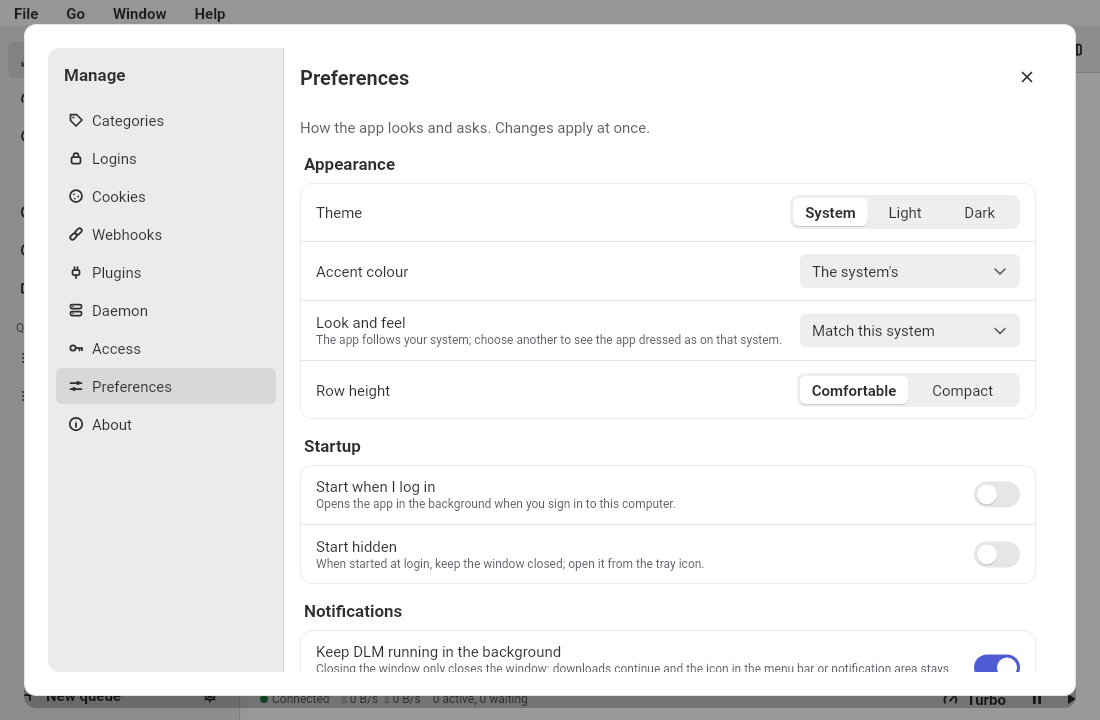 File Go Window Help
Manage
Categories
Logins
Cookies
Webhooks
Plugins
Daemon
Access
Preferences
About
Preferences
How the app looks and asks. Changes apply at once.
Appearance
Theme System Light Dark
Accent colour The system's
Look and feel Match this system
The app follows your system; choose another to see the app dressed as on that system.
Row height Comfortable Compact
Startup
Start when I log in
Opens the app in the background when you sign in to this computer.
Start hidden
When started at login, keep the window closed; open it from the tray icon.
Notifications
Keep DLM running in the background
Closing the window only closes the window; downloads continue and the icon in the menu bar or notification area stays.
New queue Connected 0 B/s 0 B/s 0 active, 0 waiting Turbo